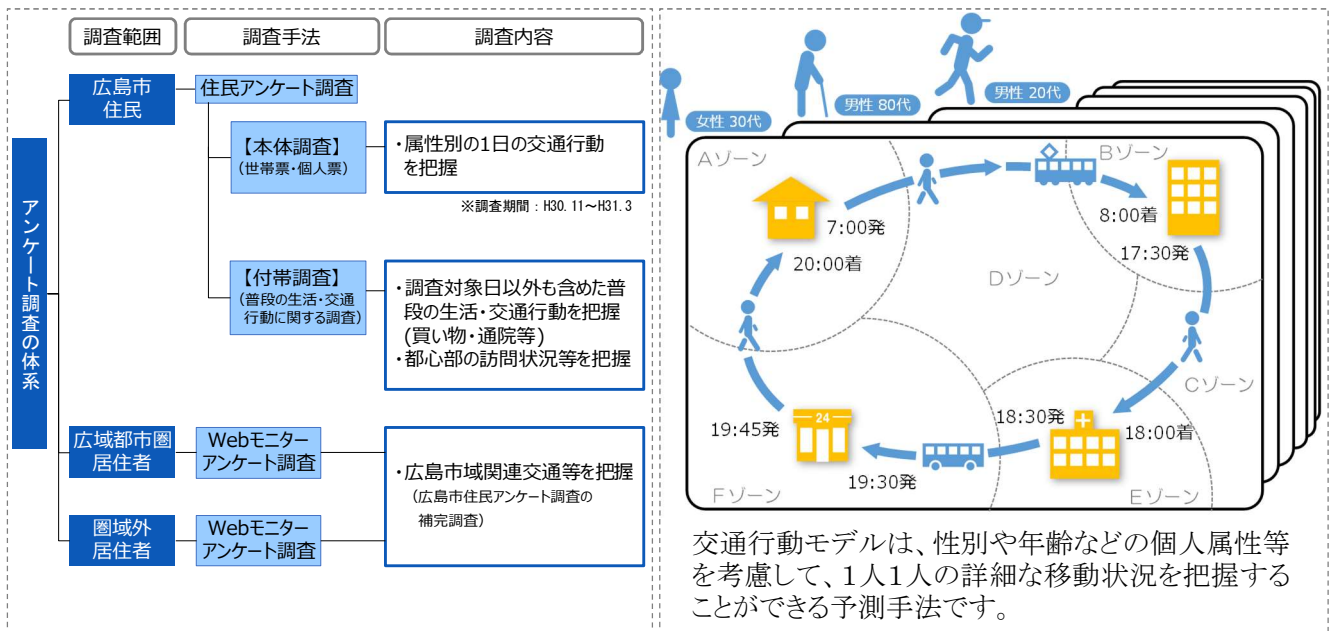 調査範囲
調査手法
調査内容
アンケート調査の体系
広島市
住民
住民アンケート調査
【本体調査】
(世帯票・個人票)
・属性別の1日の交通行動
を把握
※調査期間：H30.11～H31.3
【付帯調査】
(普段の生活・交通
行動に関する調査)
・調査対象日以外も含めた普
段の生活・交通行動を把握
(買い物・通院等)
・都心部の訪問状況等を把握
広域都市圏
居住者
Webモニター
アンケート調査
・広島市域関連交通等を把握
(広島市住民アンケート調査の
補完調査)
圏域外
居住者
Webモニター
アンケート調査
女性 30代
男性 80代
男性 20代
Aゾーン
Bゾーン
7:00発
8:00着
20:00着
17:30発
Dゾーン
Cゾーン
19:45発
24
18:30発
18:00着
19:30発
Fゾーン
Eゾーン
交通行動モデルは、性別や年齢などの個人属性等
を考慮して、1人1人の詳細な移動状況を把握する
ことができる予測手法です。